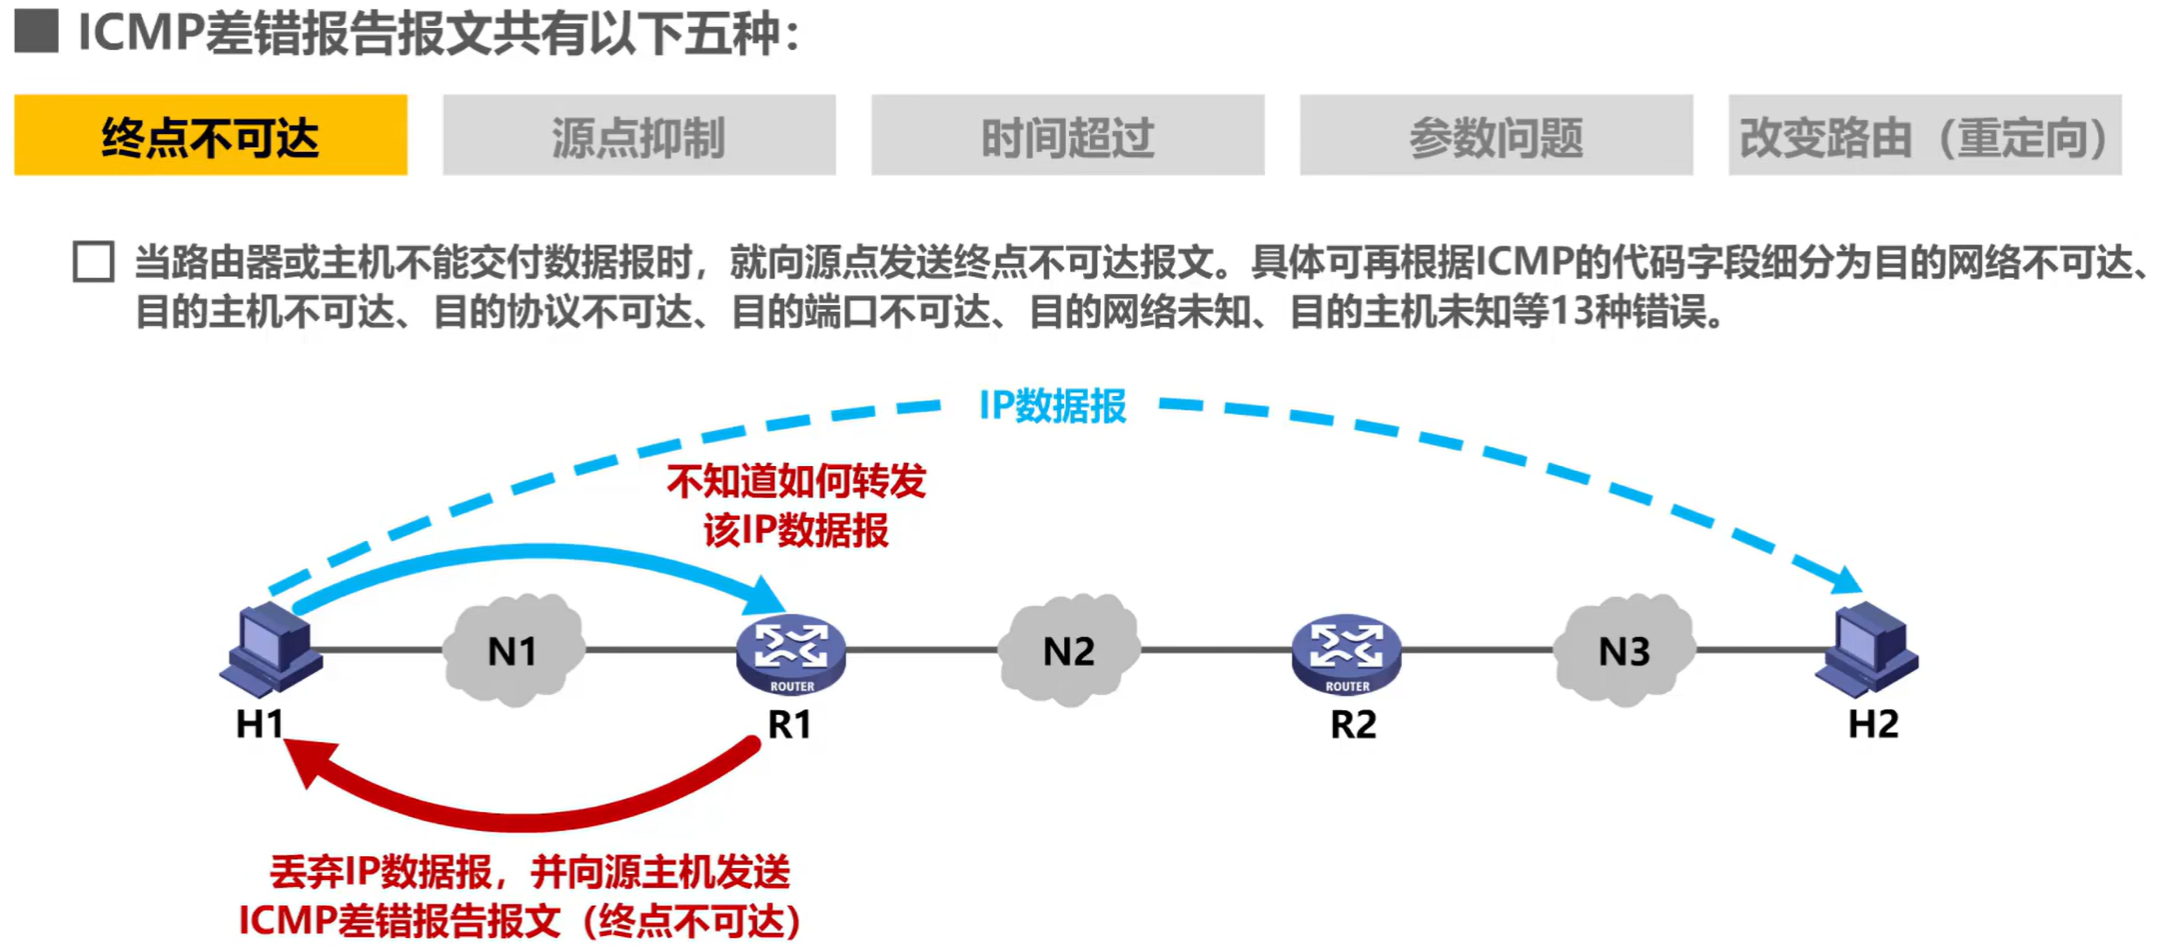 ICMP差错报告报文共有以下五种：
终点不可达
源点抑制
时间超过
参数问题
改变路由（重定向）
当路由器或主机不能交付数据报时，就向源点发送终点不可达报文。具体可再根据ICMP的代码字段细分为目的网络不可达、
目的主机不可达、目的协议不可达、目的端口不可达、目的网络未知、目的主机未知等13种错误。
IP数据报
不知道如何转发
该IP数据报
N1
ROUTER
N2
ROUTER
N3
H1
R1
R2
H2
丢弃IP数据报，并向源主机发送
ICMP差错报告报文（终点不可达）